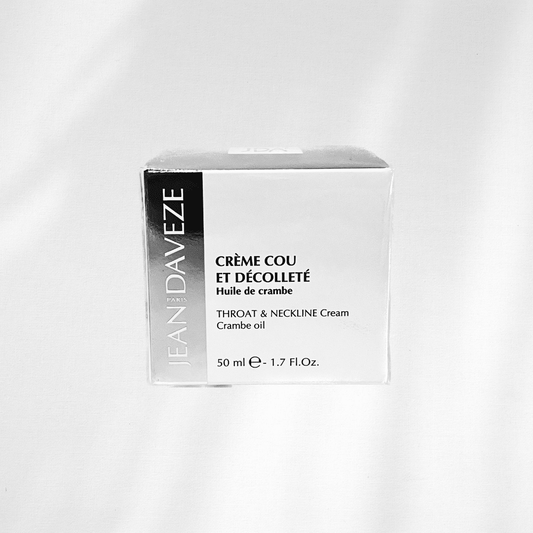 JEAN DAVEZE
PARIS
CRÈME COU
ET DÉCOLLETÉ
Huile de crambe
THROAT & NECKLINE Cream
Crambe oil
50 ml ℮ - 1.7 Fl.Oz.